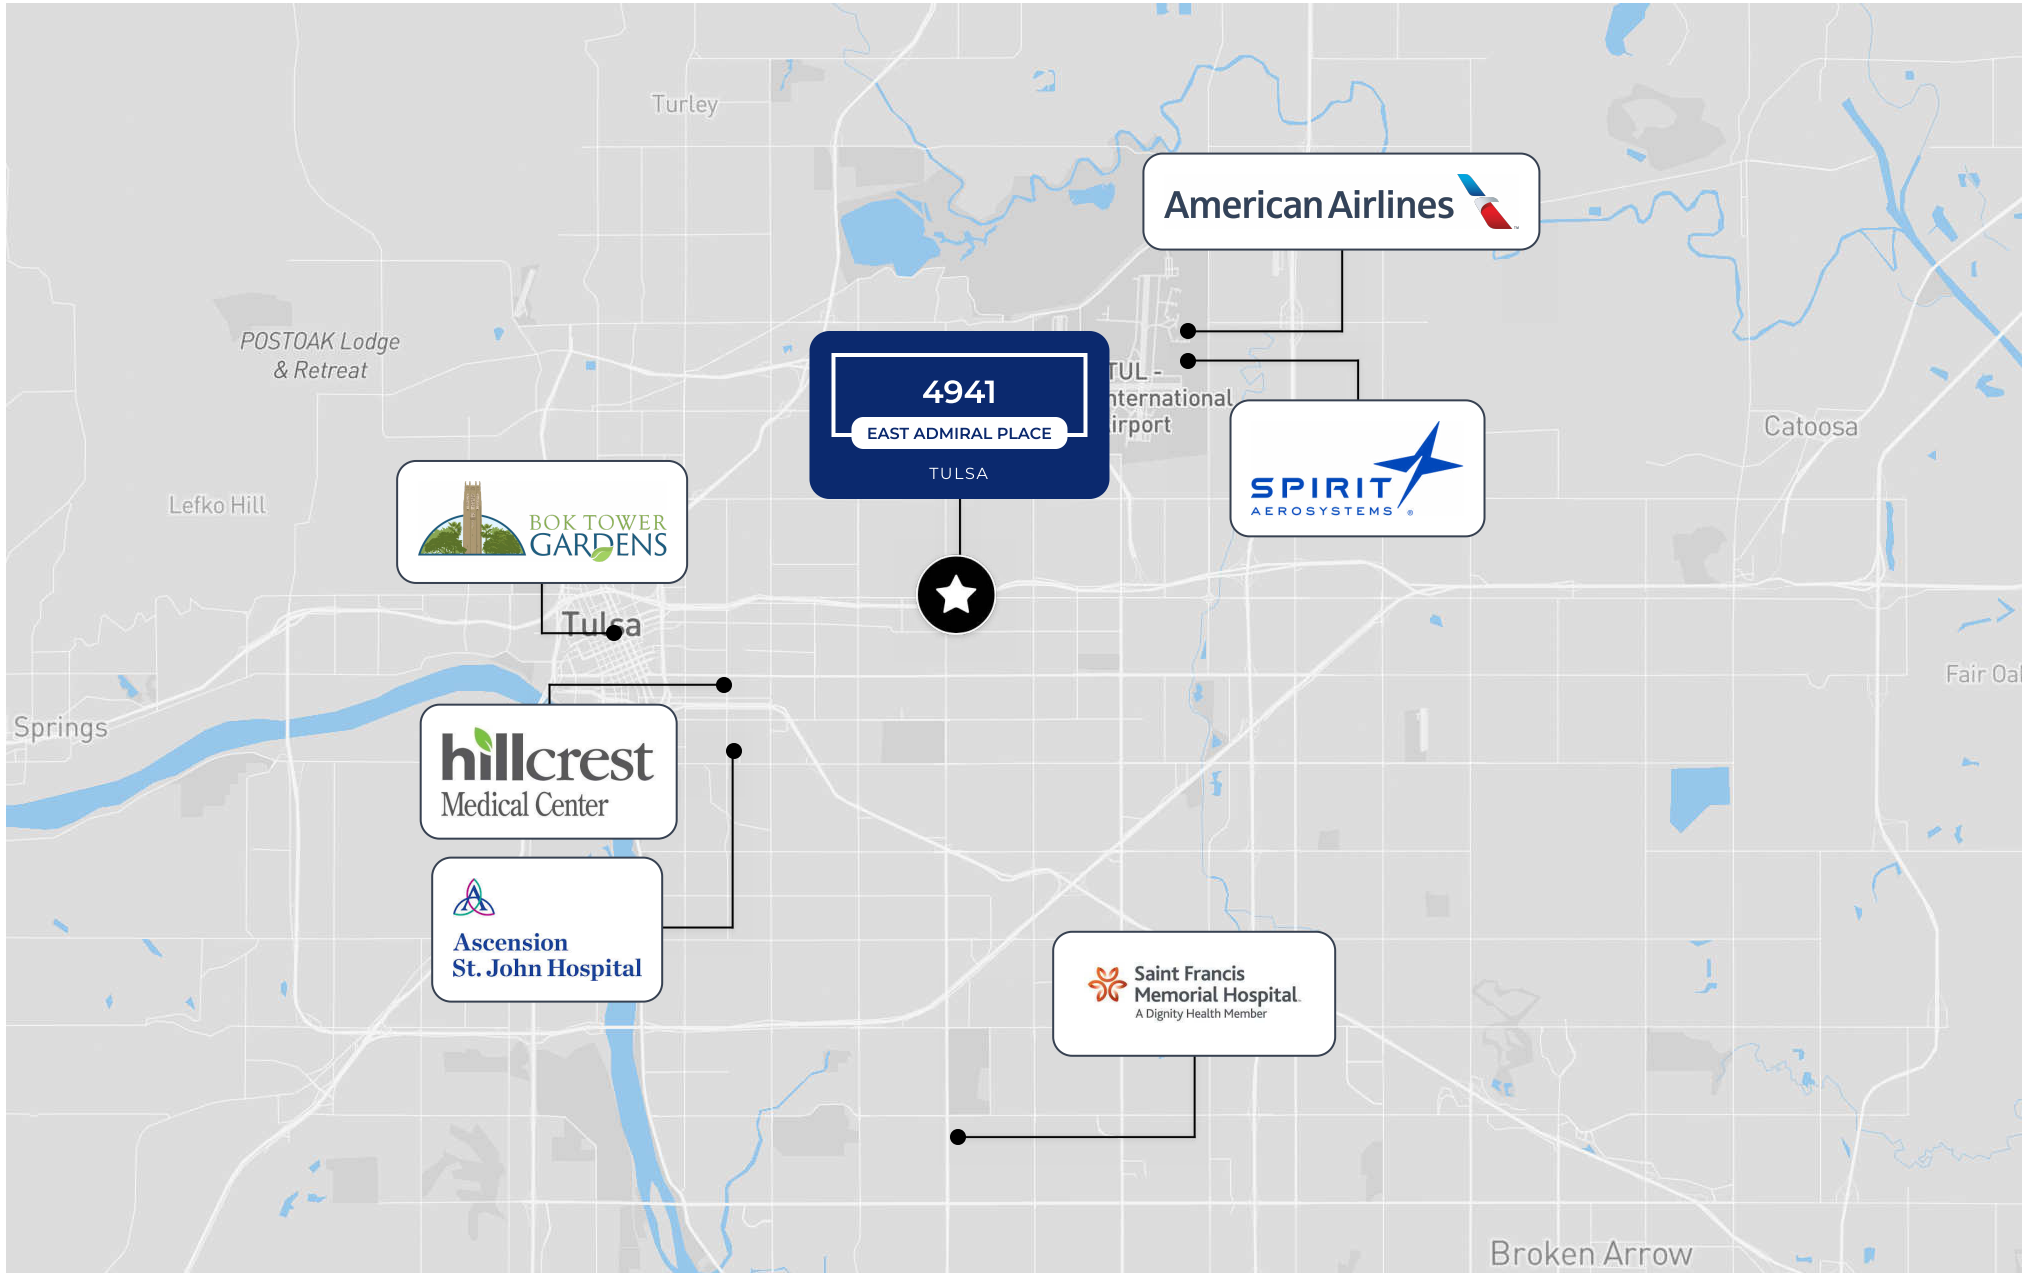 Turley
American Airlines
POSTOAK Lodge
& Retreat
4941
EAST ADMIRAL PLACE
TULSA
TUL -
nternational
irport
Catoosa
SPIRIT
AEROSYSTEMS
Lefko Hill
BOK TOWER
GARDENS
Tulsa
Fair Oa
Springs
hillcrest
Medical Center
Ascension
St. John Hospital
Saint Francis
Memorial Hospital
A Dignity Health Member
Broken Arrow